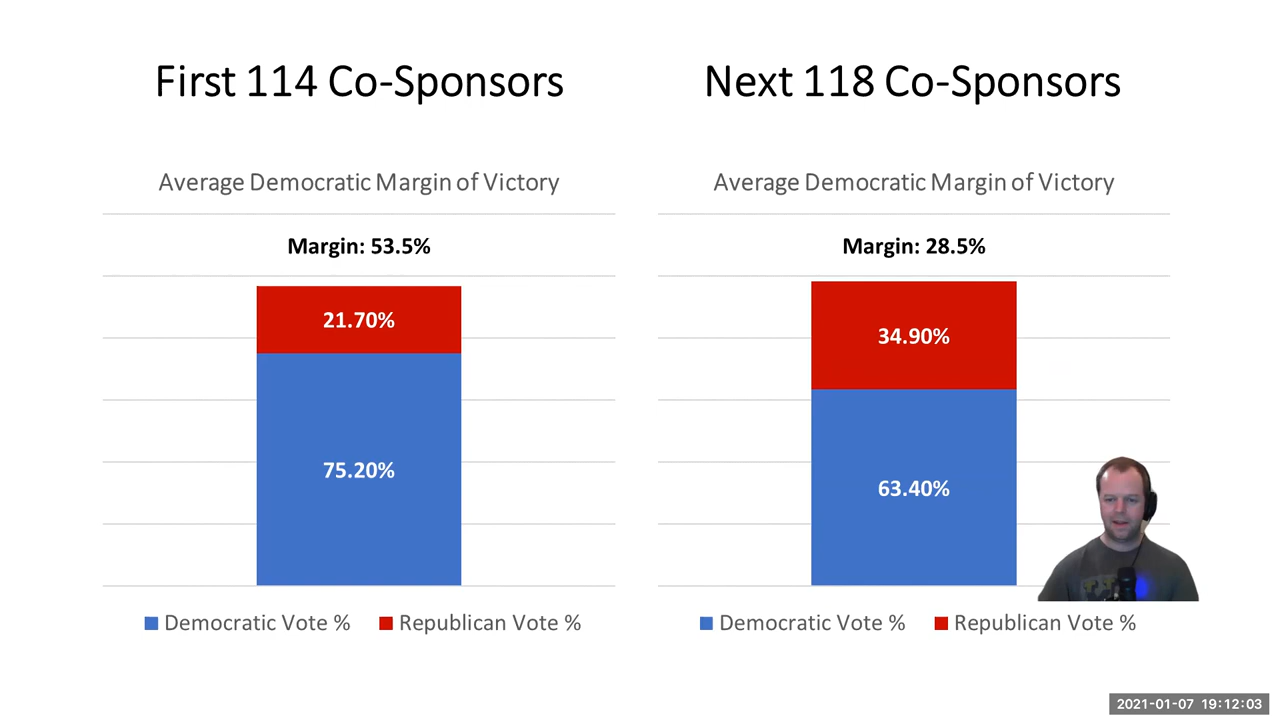 First 114 Co-Sponsors
Average Democratic Margin of Victory
Margin: 53.5%
21.70%
75.20%
Democratic Vote %
Republican Vote %
Next 118 Co-Sponsors
Average Democratic Margin of Victory
Margin: 28.5%
34.90%
63.40%
Democratic Vote %
Republican Vote %
2021-01-07 19:12:03